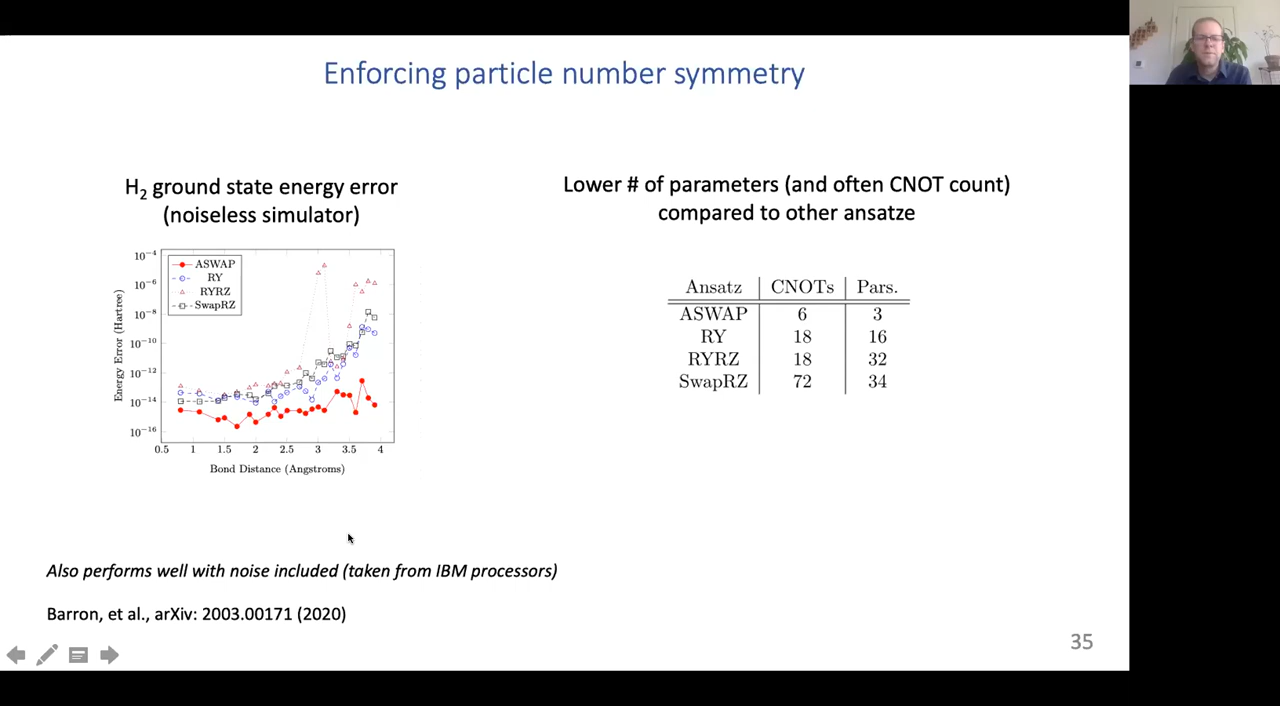 Enforcing particle number symmetry
H₂ ground state energy error
(noiseless simulator)
10⁻⁴
10⁻⁶
10⁻⁸
10⁻¹⁰
10⁻¹²
10⁻¹⁴
10⁻¹⁶
Energy Error (Hartree)
ASWAP
RY
RYRZ
SwapRZ
0.5 1 1.5 2 2.5 3 3.5 4
Bond Distance (Angstroms)
Lower # of parameters (and often CNOT count)
compared to other ansatze
Ansatz CNOTs Pars.
ASWAP 6 3
RY 18 16
RYRZ 18 32
SwapRZ 72 34
Also performs well with noise included (taken from IBM processors)
Barron, et al., arXiv: 2003.00171 (2020)
35